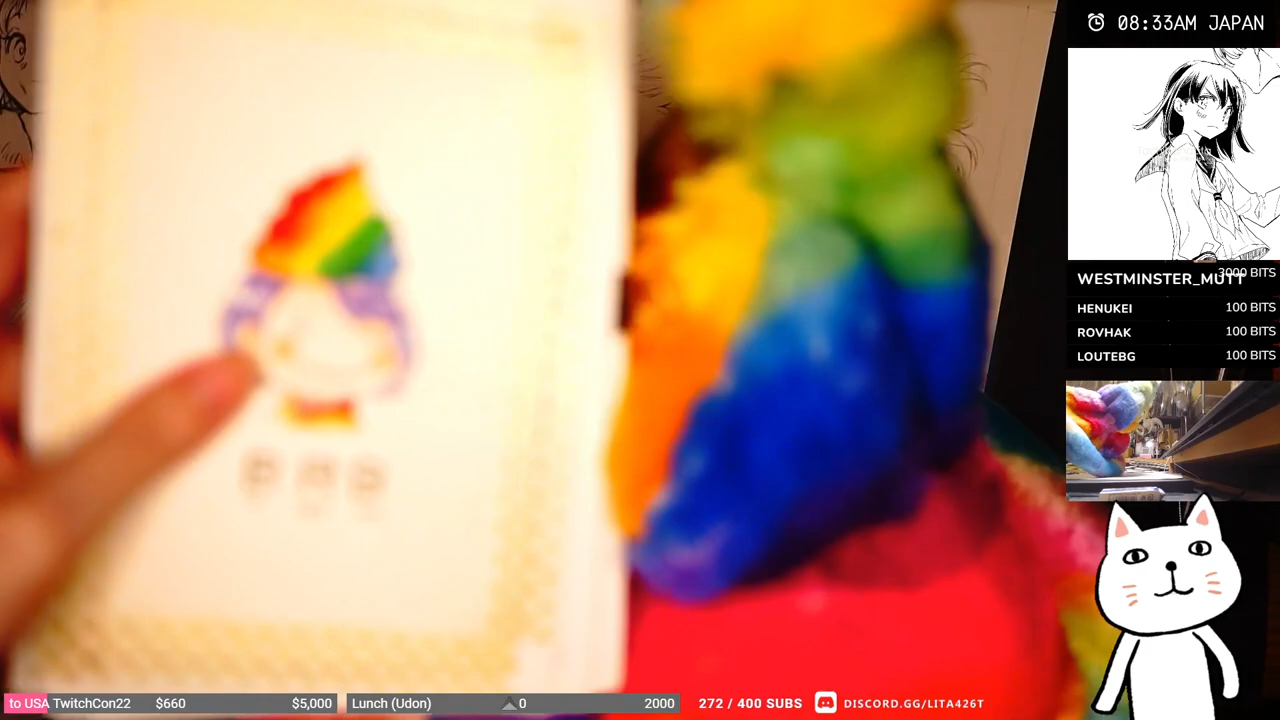 08:33AM JAPAN
3000 BITS
WESTMINSTER_MUTT
HENUKEI 100 BITS
ROVHAK 100 BITS
LOUTEBG 100 BITS
to USA TwitchCon22 $660 $5,000
Lunch (Udon) 0 2000
272 / 400 SUBS
DISCORD.GG/LITA426T